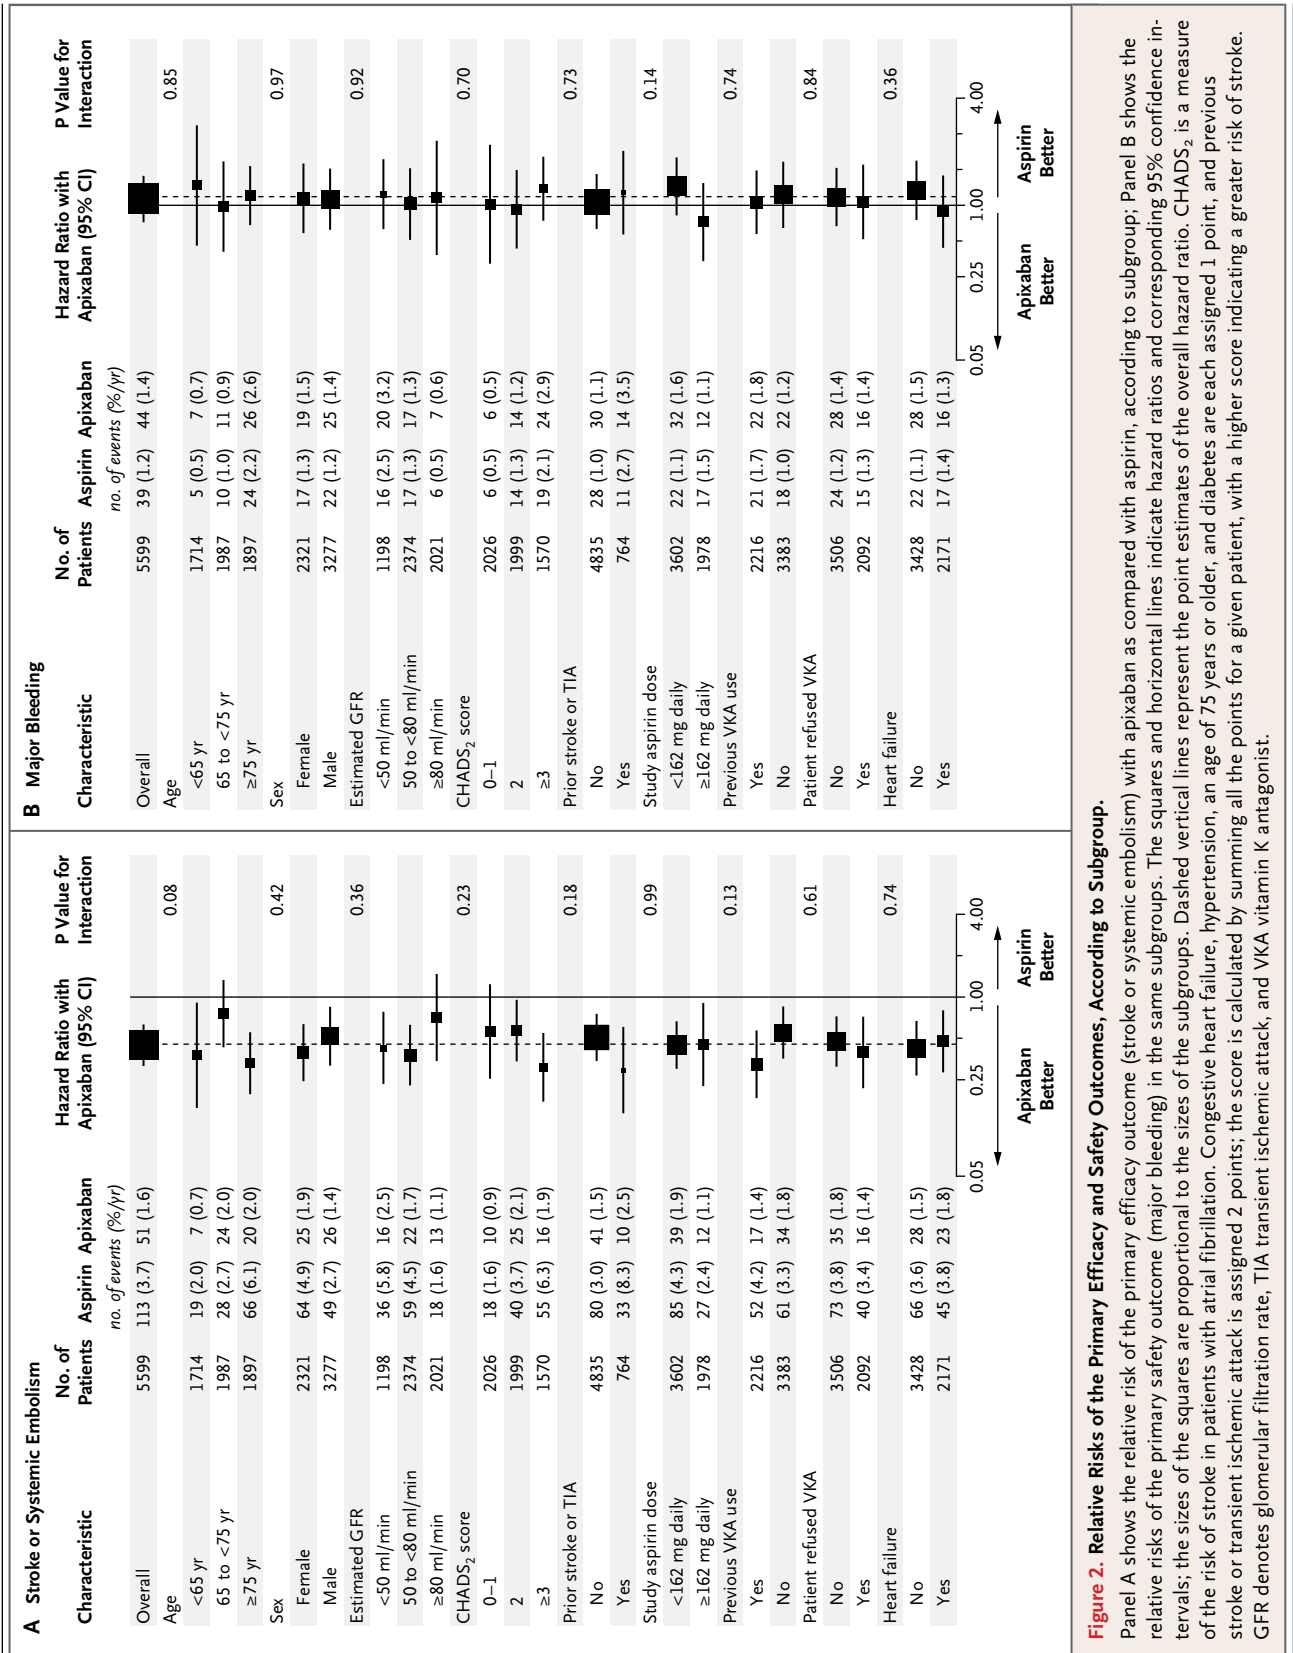 A Stroke or Systemic Embolism
Characteristic No. of Patients Aspirin Apixaban Hazard Ratio with Apixaban (95% CI) P Value for Interaction
no. of events (%/yr)
Overall 5599 113 (3.7) 51 (1.6)
Age 0.08
<65 yr 1714 19 (2.0) 7 (0.7)
65 to <75 yr 1987 28 (2.7) 24 (2.0)
≥75 yr 1897 66 (6.1) 20 (2.0)
Sex 0.42
Female 2321 64 (4.9) 25 (1.9)
Male 3277 49 (2.7) 26 (1.4)
Estimated GFR 0.36
<50 ml/min 1198 36 (5.8) 16 (2.5)
50 to <80 ml/min 2374 59 (4.5) 22 (1.7)
≥80 ml/min 2021 18 (1.6) 13 (1.1)
CHADS₂ score 0.23
0–1 2026 18 (1.6) 10 (0.9)
2 1999 40 (3.7) 25 (2.1)
≥3 1570 55 (6.3) 16 (1.9)
Prior stroke or TIA 0.18
No 4835 80 (3.0) 41 (1.5)
Yes 764 33 (8.3) 10 (2.5)
Study aspirin dose 0.99
<162 mg daily 3602 85 (4.3) 39 (1.9)
≥162 mg daily 1978 27 (2.4) 12 (1.1)
Previous VKA use 0.13
Yes 2216 52 (4.2) 17 (1.4)
No 3383 61 (3.3) 34 (1.8)
Patient refused VKA 0.61
No 3506 73 (3.8) 35 (1.8)
Yes 2092 40 (3.4) 16 (1.4)
Heart failure 0.74
No 3428 66 (3.6) 28 (1.5)
Yes 2171 45 (3.8) 23 (1.8)
0.05 0.25 1.00 4.00
Apixaban Better Aspirin Better
B Major Bleeding
Characteristic No. of Patients Aspirin Apixaban Hazard Ratio with Apixaban (95% CI) P Value for Interaction
no. of events (%/yr)
Overall 5599 39 (1.2) 44 (1.4)
Age 0.85
<65 yr 1714 5 (0.5) 7 (0.7)
65 to <75 yr 1987 10 (1.0) 11 (0.9)
≥75 yr 1897 24 (2.2) 26 (2.6)
Sex 0.97
Female 2321 17 (1.3) 19 (1.5)
Male 3277 22 (1.2) 25 (1.4)
Estimated GFR 0.92
<50 ml/min 1198 16 (2.5) 20 (3.2)
50 to <80 ml/min 2374 17 (1.3) 17 (1.3)
≥80 ml/min 2021 6 (0.5) 7 (0.6)
CHADS₂ score 0.70
0–1 2026 6 (0.5) 6 (0.5)
2 1999 14 (1.3) 14 (1.2)
≥3 1570 19 (2.1) 24 (2.9)
Prior stroke or TIA 0.73
No 4835 28 (1.0) 30 (1.1)
Yes 764 11 (2.7) 14 (3.5)
Study aspirin dose 0.14
<162 mg daily 3602 22 (1.1) 32 (1.6)
≥162 mg daily 1978 17 (1.5) 12 (1.1)
Previous VKA use 0.74
Yes 2216 21 (1.7) 22 (1.8)
No 3383 18 (1.0) 22 (1.2)
Patient refused VKA 0.84
No 3506 24 (1.2) 28 (1.4)
Yes 2092 15 (1.3) 16 (1.4)
Heart failure 0.36
No 3428 22 (1.1) 28 (1.5)
Yes 2171 17 (1.4) 16 (1.3)
0.05 0.25 1.00 4.00
Apixaban Better Aspirin Better
Figure 2. Relative Risks of the Primary Efficacy and Safety Outcomes, According to Subgroup.
Panel A shows the relative risk of the primary efficacy outcome (stroke or systemic embolism) with apixaban as compared with aspirin, according to subgroup; Panel B shows the
relative risks of the primary safety outcome (major bleeding) in the same subgroups. The squares and horizontal lines indicate hazard ratios and corresponding 95% confidence in-
tervals; the sizes of the squares are proportional to the sizes of the subgroups. Dashed vertical lines represent the point estimates of the overall hazard ratio. CHADS₂ is a measure
of the risk of stroke in patients with atrial fibrillation. Congestive heart failure, hypertension, an age of 75 years or older, and diabetes are each assigned 1 point, and previous
stroke or transient ischemic attack is assigned 2 points; the score is calculated by summing all the points for a given patient, with a higher score indicating a greater risk of stroke.
GFR denotes glomerular filtration rate, TIA transient ischemic attack, and VKA vitamin K antagonist.